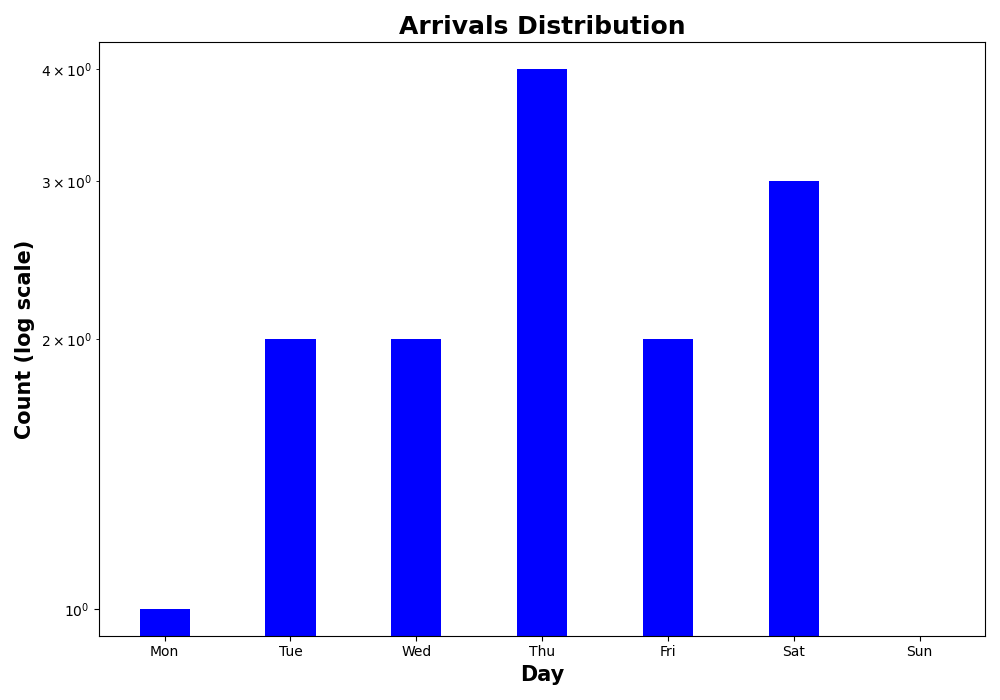 Arrivals Distribution
Count (log scale)
4 × 10⁰
3 × 10⁰
2 × 10⁰
10⁰
Mon Tue Wed Thu Fri Sat Sun
Day